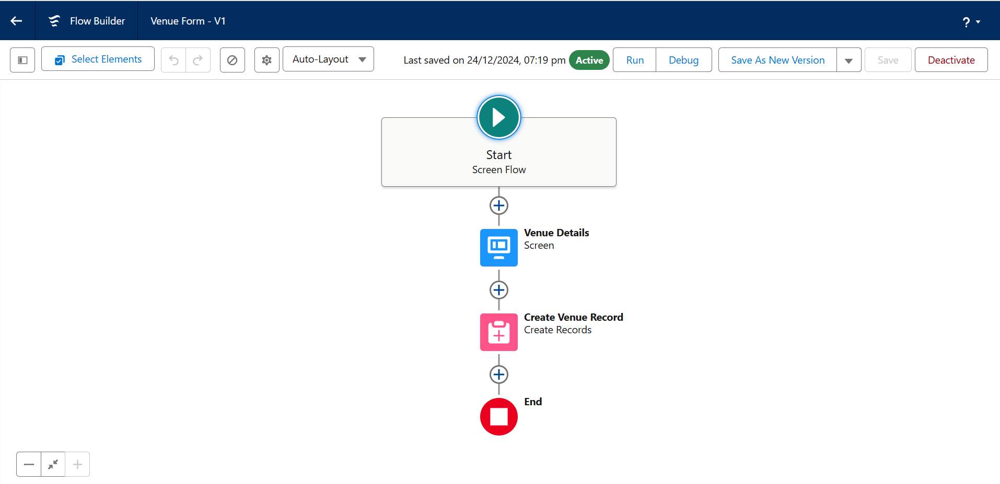 Flow Builder
Venue Form - V1
?
Select Elements
Auto-Layout
Last saved on 24/12/2024, 07:19 pm
Active
Run
Debug
Save As New Version
Save
Deactivate
Start
Screen Flow
Venue Details
Screen
Create Venue Record
Create Records
End